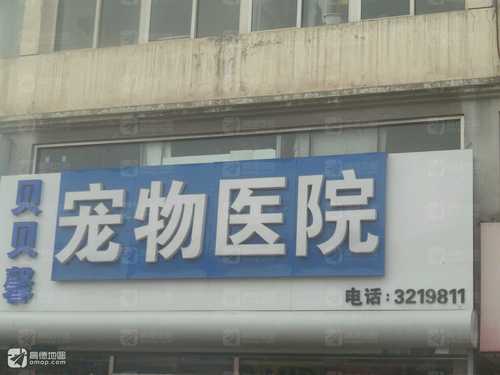 贝贝馨
宠物医院
电话:3219811
高德地图
amap.com